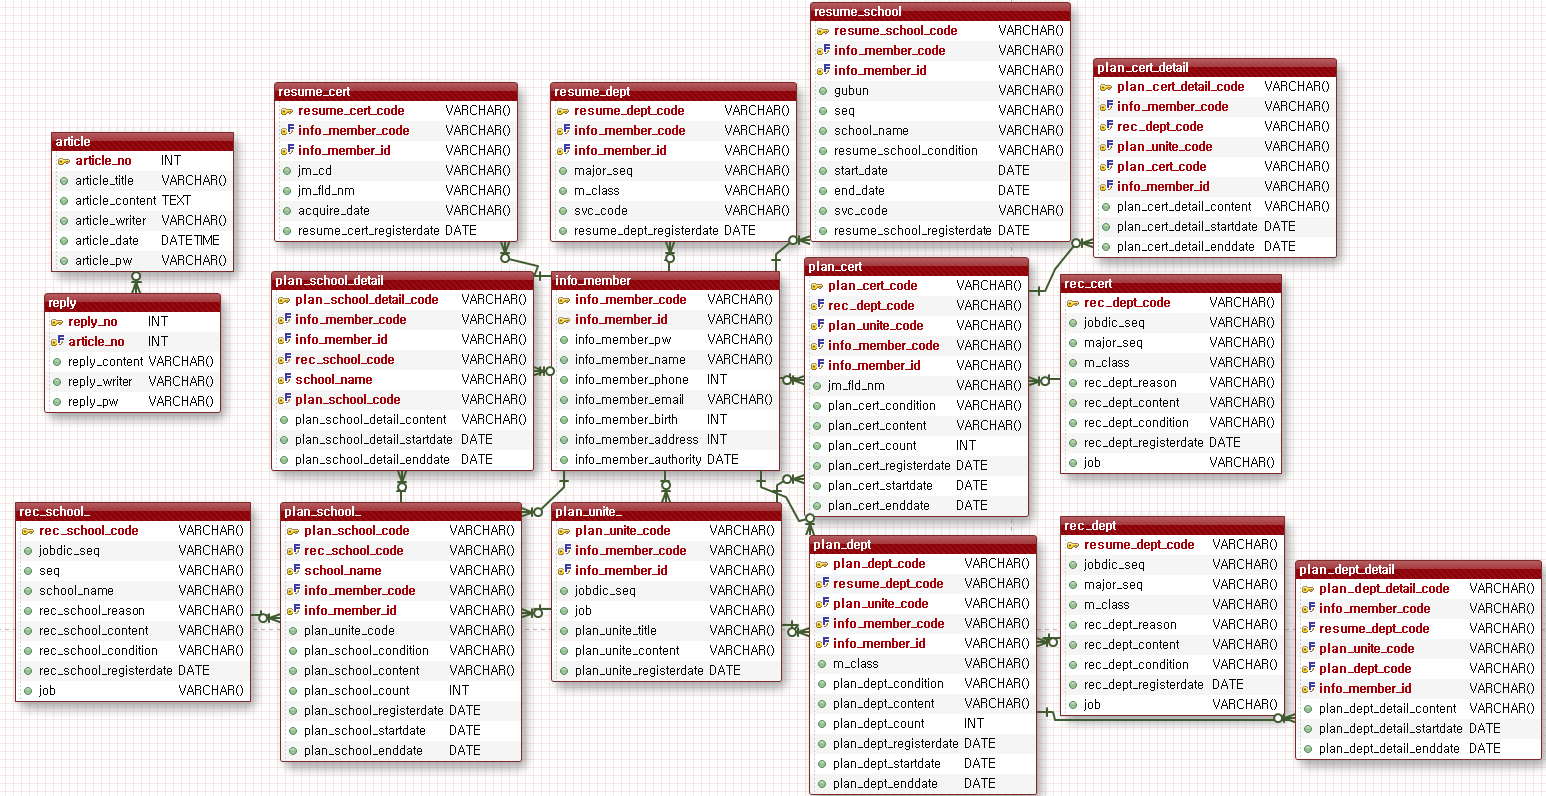 resume_school
resume_school_code VARCHAR()
info_member_code VARCHAR()
info_member_id VARCHAR()
gubun VARCHAR()
seq VARCHAR()
school_name VARCHAR()
resume_school_condition VARCHAR()
start_date DATE
end_date DATE
svc_code VARCHAR()
resume_school_registerdate DATE
plan_cert_detail
plan_cert_detail_code VARCHAR()
info_member_code VARCHAR()
rec_dept_code VARCHAR()
plan_unite_code VARCHAR()
plan_cert_code VARCHAR()
info_member_id VARCHAR()
plan_cert_detail_content VARCHAR()
plan_cert_detail_startdate DATE
plan_cert_detail_enddate DATE
resume_cert
resume_cert_code VARCHAR()
info_member_code VARCHAR()
info_member_id VARCHAR()
jm_cd VARCHAR()
jm_fld_nm VARCHAR()
acquire_date VARCHAR()
resume_cert_registerdate DATE
resume_dept
resume_dept_code VARCHAR()
info_member_code VARCHAR()
info_member_id VARCHAR()
major_seq VARCHAR()
m_class VARCHAR()
svc_code VARCHAR()
resume_dept_registerdate DATE
article
article_no INT
article_title VARCHAR()
article_content TEXT
article_writer VARCHAR()
article_date DATETIME
article_pw VARCHAR()
reply
reply_no INT
article_no INT
reply_content VARCHAR()
reply_writer VARCHAR()
reply_pw VARCHAR()
plan_school_detail
plan_school_detail_code VARCHAR()
info_member_code VARCHAR()
info_member_id VARCHAR()
rec_school_code VARCHAR()
school_name VARCHAR()
plan_school_code VARCHAR()
plan_school_detail_content VARCHAR()
plan_school_detail_startdate DATE
plan_school_detail_enddate DATE
info_member
info_member_code VARCHAR()
info_member_id VARCHAR()
info_member_pw VARCHAR()
info_member_name VARCHAR()
info_member_phone INT
info_member_email VARCHAR()
info_member_birth INT
info_member_address INT
info_member_authority DATE
plan_cert
plan_cert_code VARCHAR()
rec_dept_code VARCHAR()
plan_unite_code VARCHAR()
info_member_code VARCHAR()
info_member_id VARCHAR()
jm_fld_nm VARCHAR()
plan_cert_condition VARCHAR()
plan_cert_content VARCHAR()
plan_cert_count INT
plan_cert_registerdate DATE
plan_cert_startdate DATE
plan_cert_enddate DATE
rec_cert
rec_dept_code VARCHAR()
jobdic_seq VARCHAR()
major_seq VARCHAR()
m_class VARCHAR()
rec_dept_reason VARCHAR()
rec_dept_content VARCHAR()
rec_dept_condition VARCHAR()
rec_dept_registerdate DATE
job VARCHAR()
rec_school_
rec_school_code VARCHAR()
jobdic_seq VARCHAR()
seq VARCHAR()
school_name VARCHAR()
rec_school_reason VARCHAR()
rec_school_content VARCHAR()
rec_school_condition VARCHAR()
rec_school_registerdate DATE
job VARCHAR()
plan_school_
plan_school_code VARCHAR()
rec_school_code VARCHAR()
school_name VARCHAR()
info_member_code VARCHAR()
info_member_id VARCHAR()
plan_unite_code VARCHAR()
plan_school_condition VARCHAR()
plan_school_content VARCHAR()
plan_school_count INT
plan_school_registerdate DATE
plan_school_startdate DATE
plan_school_enddate DATE
plan_unite_
plan_unite_code VARCHAR()
info_member_code VARCHAR()
info_member_id VARCHAR()
jobdic_seq VARCHAR()
job VARCHAR()
plan_unite_title VARCHAR()
plan_unite_content VARCHAR()
plan_unite_registerdate DATE
plan_dept
plan_dept_code VARCHAR()
resume_dept_code VARCHAR()
plan_unite_code VARCHAR()
info_member_code VARCHAR()
info_member_id VARCHAR()
m_class VARCHAR()
plan_dept_condition VARCHAR()
plan_dept_content VARCHAR()
plan_dept_count INT
plan_dept_registerdate DATE
plan_dept_startdate DATE
plan_dept_enddate DATE
rec_dept
resume_dept_code VARCHAR()
jobdic_seq VARCHAR()
major_seq VARCHAR()
m_class VARCHAR()
rec_dept_reason VARCHAR()
rec_dept_content VARCHAR()
rec_dept_condition VARCHAR()
rec_dept_registerdate DATE
job VARCHAR()
plan_dept_detail
plan_dept_detail_code VARCHAR()
info_member_code VARCHAR()
resume_dept_code VARCHAR()
plan_unite_code VARCHAR()
plan_dept_code VARCHAR()
info_member_id VARCHAR()
plan_dept_detail_content VARCHAR()
plan_dept_detail_startdate DATE
plan_dept_detail_enddate DATE